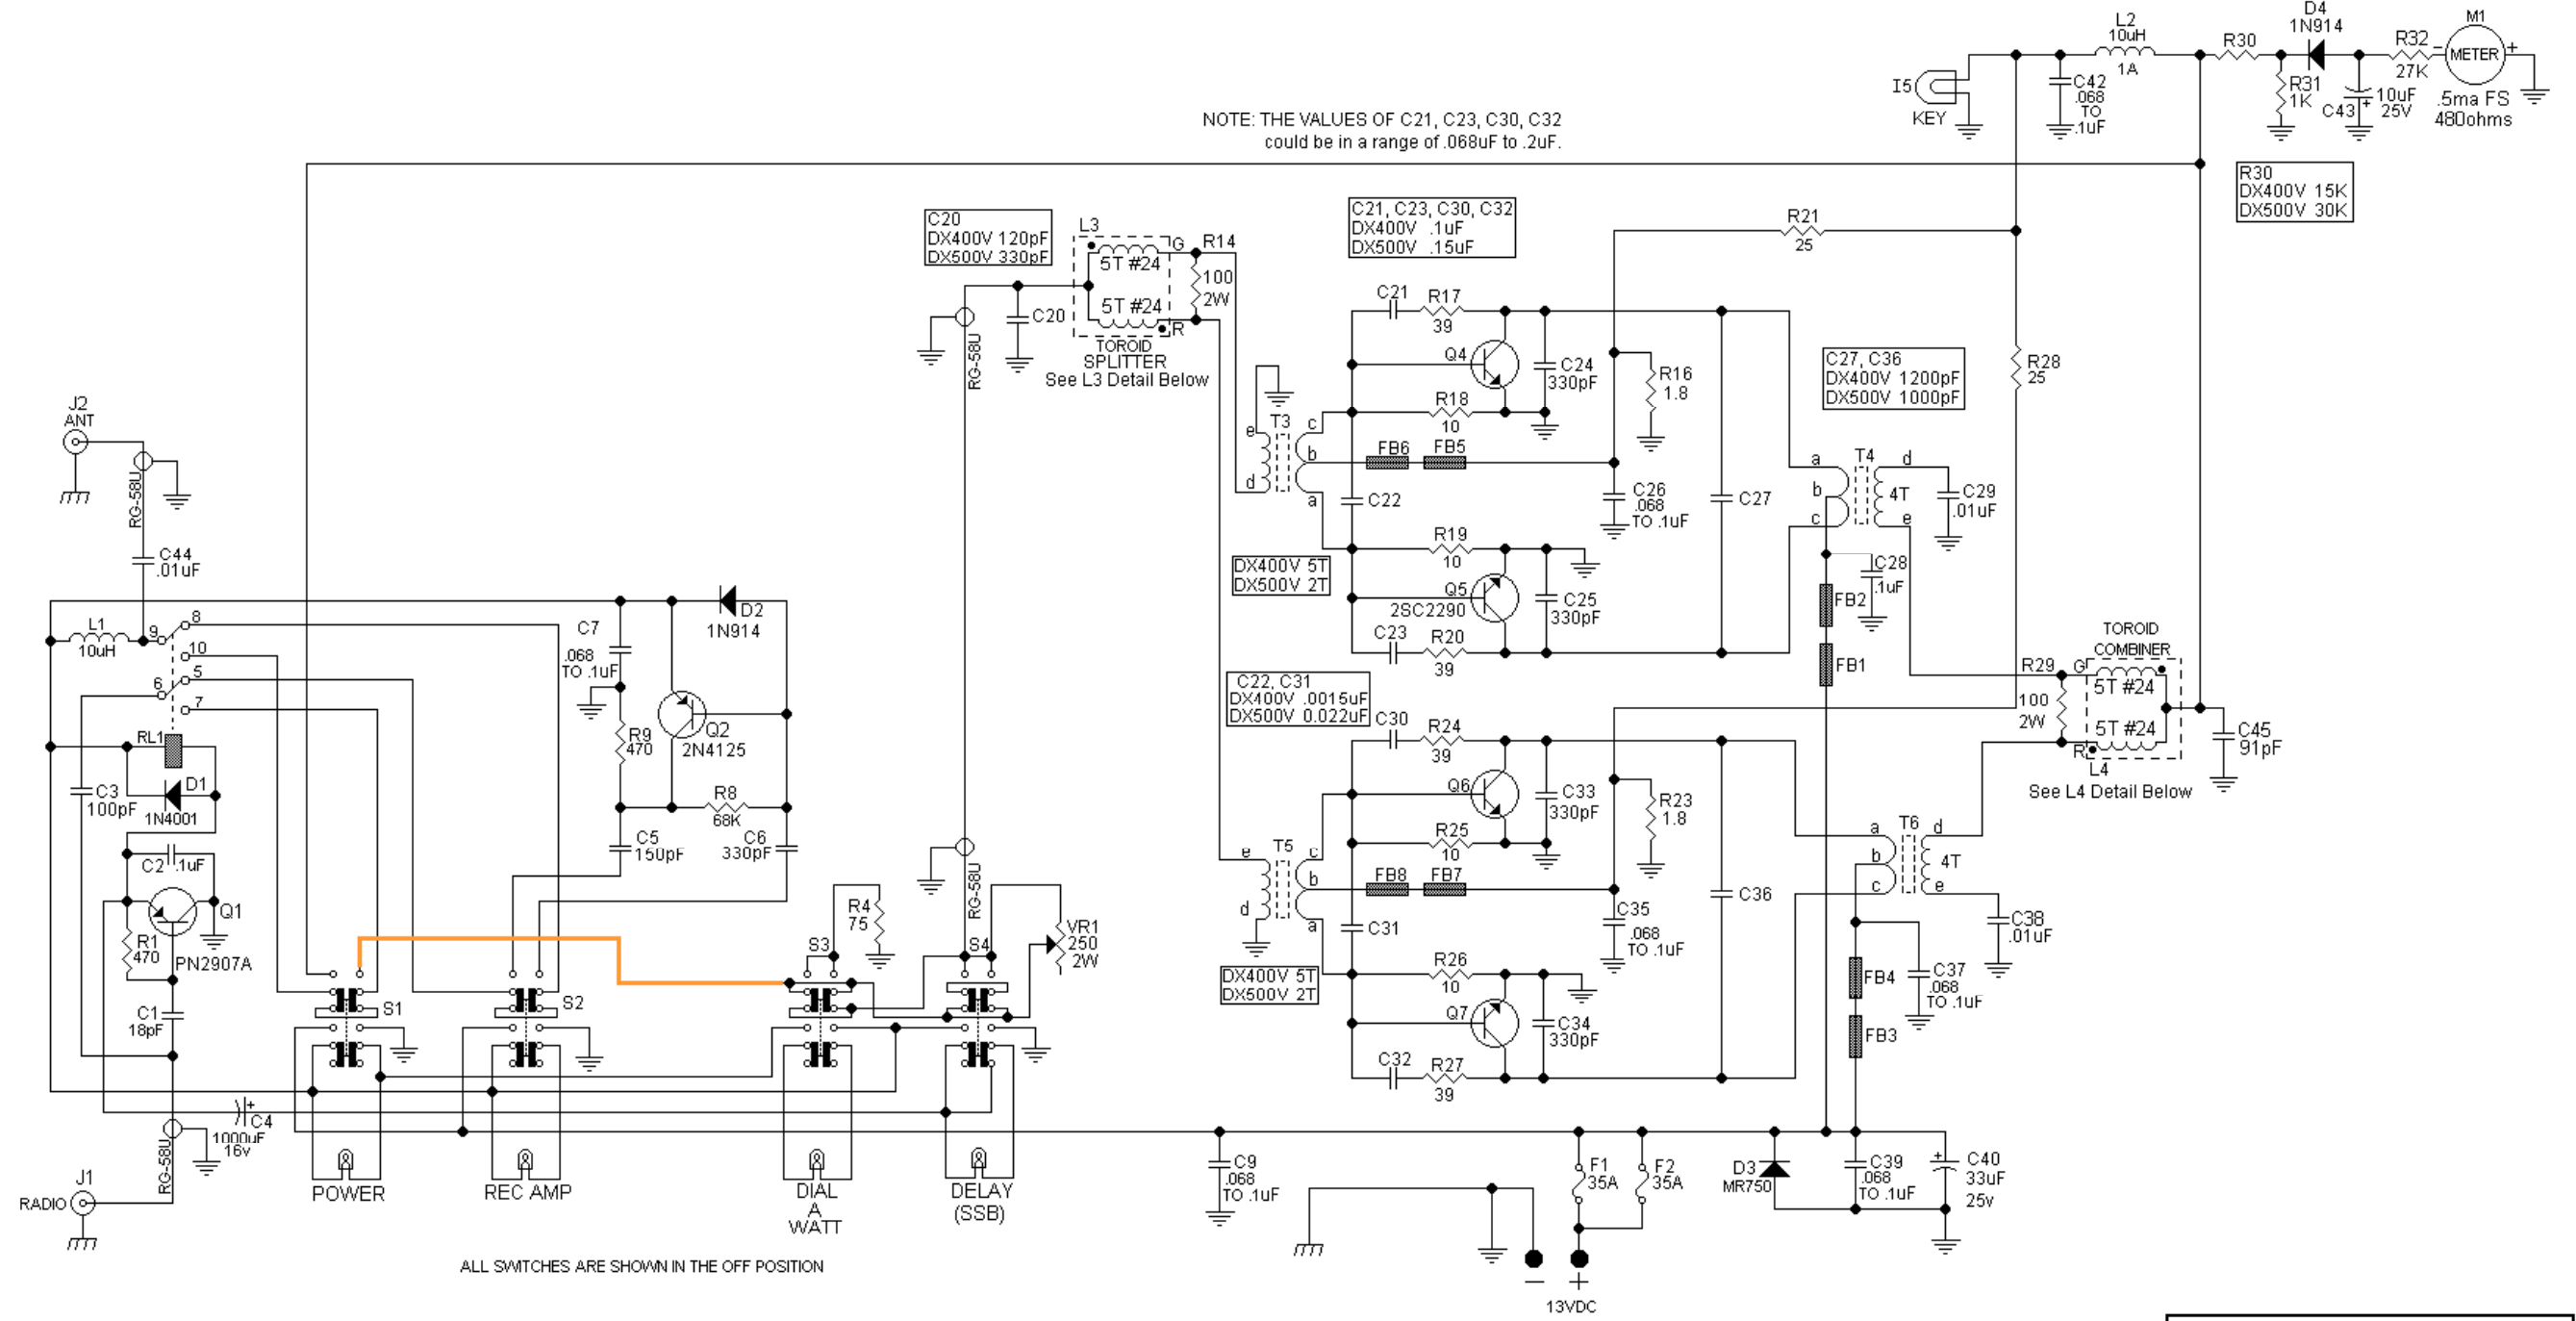 D4
1N914
M1
L2
10uH
1A
R30
R32
27K
METER
- +
.5ma FS
480ohms
I5
KEY
C42
.068
TO
.1uF
R31
1K
C43
+
10uF
25V
NOTE: THE VALUES OF C21, C23, C30, C32
could be in a range of .068uF to .2uF.
R30
DX400V 15K
DX500V 30K
C20
DX400V 120pF
DX500V 330pF
L3
5T #24
5T #24
G
R
TOROID
SPLITTER
See L3 Detail Below
R14
100
2W
C20
RG-58U
C21, C23, C30, C32
DX400V .1uF
DX500V .15uF
R21
25
C21
R17
39
Q4
C24
330pF
R18
10
R16
1.8
C27, C36
DX400V 1200pF
DX500V 1000pF
R28
25
T3
e
d
c
b
a
FB6
FB5
C22
C26
.068
TO .1uF
C27
T4
a
b
c
d
e
4T
C29
.01uF
R19
10
Q5
2SC2290
C25
330pF
C23
R20
39
DX400V 5T
DX500V 2T
C28
.1uF
FB2
FB1
J2
ANT
RG-58U
C44
.01uF
L1
10uH
9
8
10
5
6
7
RL1
D1
1N4001
C3
100pF
C2
.1uF
Q1
R1
470
PN2907A
C1
18pF
C7
.068
TO .1uF
D2
1N914
R9
470
Q2
2N4125
R8
68K
C5
150pF
C6
330pF
C22, C31
DX400V .0015uF
DX500V 0.022uF
C30
R24
39
Q6
C33
330pF
R25
10
R23
1.8
TOROID
COMBINER
R29
100
2W
G
5T #24
5T #24
R
L4
See L4 Detail Below
C45
91pF
T5
e
d
c
b
a
FB8
FB7
C31
C35
.068
TO .1uF
C36
T6
a
b
c
d
e
4T
C38
.01uF
R26
10
Q7
C34
330pF
C32
R27
39
DX400V 5T
DX500V 2T
FB4
FB3
C37
.068
TO .1uF
S1
S2
S3
R4
75
RG-58U
S4
VR1
250
2W
+
C4
1000uF
16v
RG-58U
J1
RADIO
POWER
REC AMP
DIAL
A
WATT
DELAY
(SSB)
C9
.068
TO .1uF
F1
35A
F2
35A
D3
MR750
C39
.068
TO .1uF
+
C40
33uF
25v
− +
13VDC
ALL SWITCHES ARE SHOWN IN THE OFF POSITION